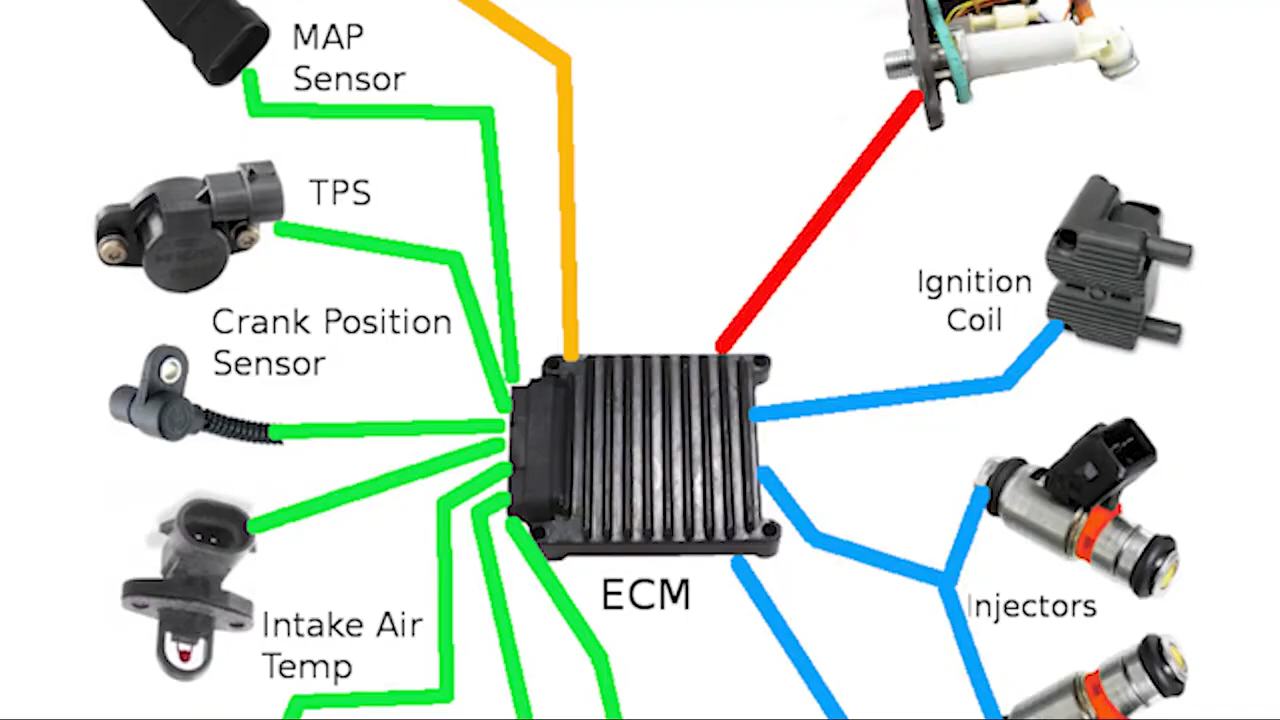 MAP
Sensor
TPS
Crank Position
Sensor
Intake Air
Temp
ECM
Ignition
Coil
Injectors